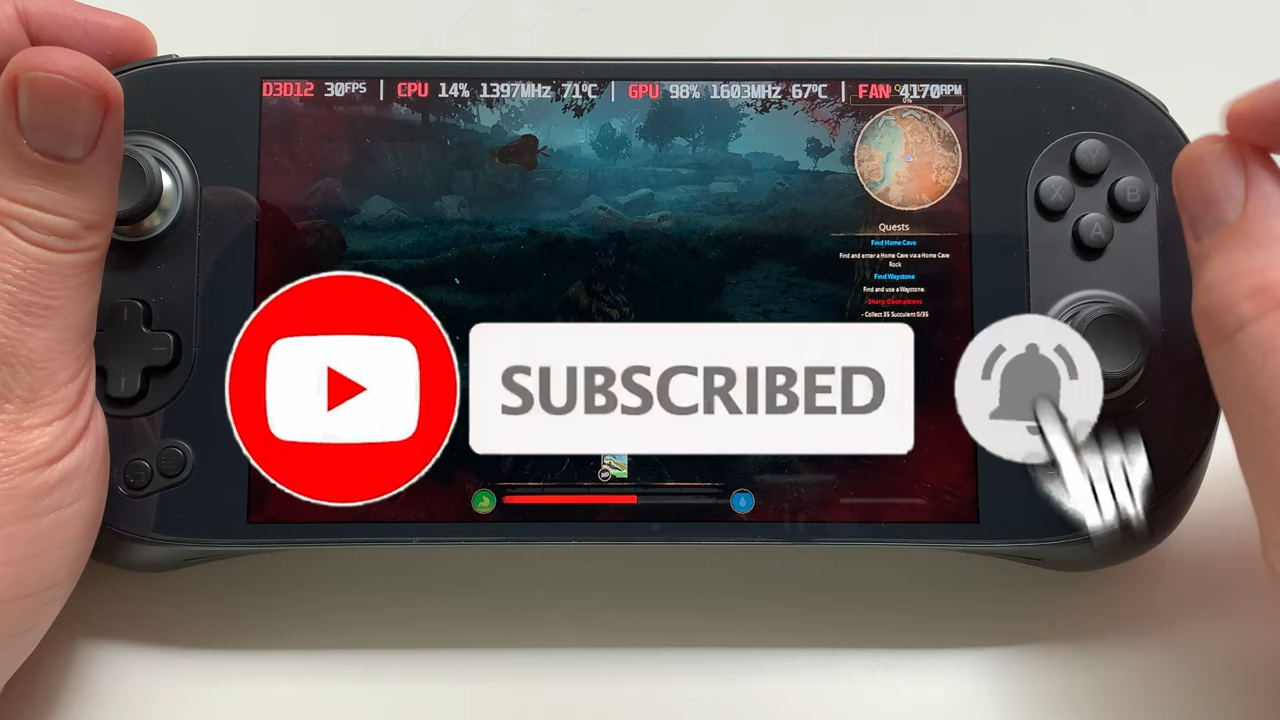 D3D12 30FPS | CPU 14% 1397MHz 71°C | GPU 98% 1603MHz 67°C | FAN 4170RPM
0%
Y
X
B
A
Quests
Find Home Cave
Find and enter a Home Cave via a Home Cave
Rock
Find Waystone
Find and use a Waystone.
Sharp Obstructions
- Collect 35 Succulent 0/35
SUBSCRIBED